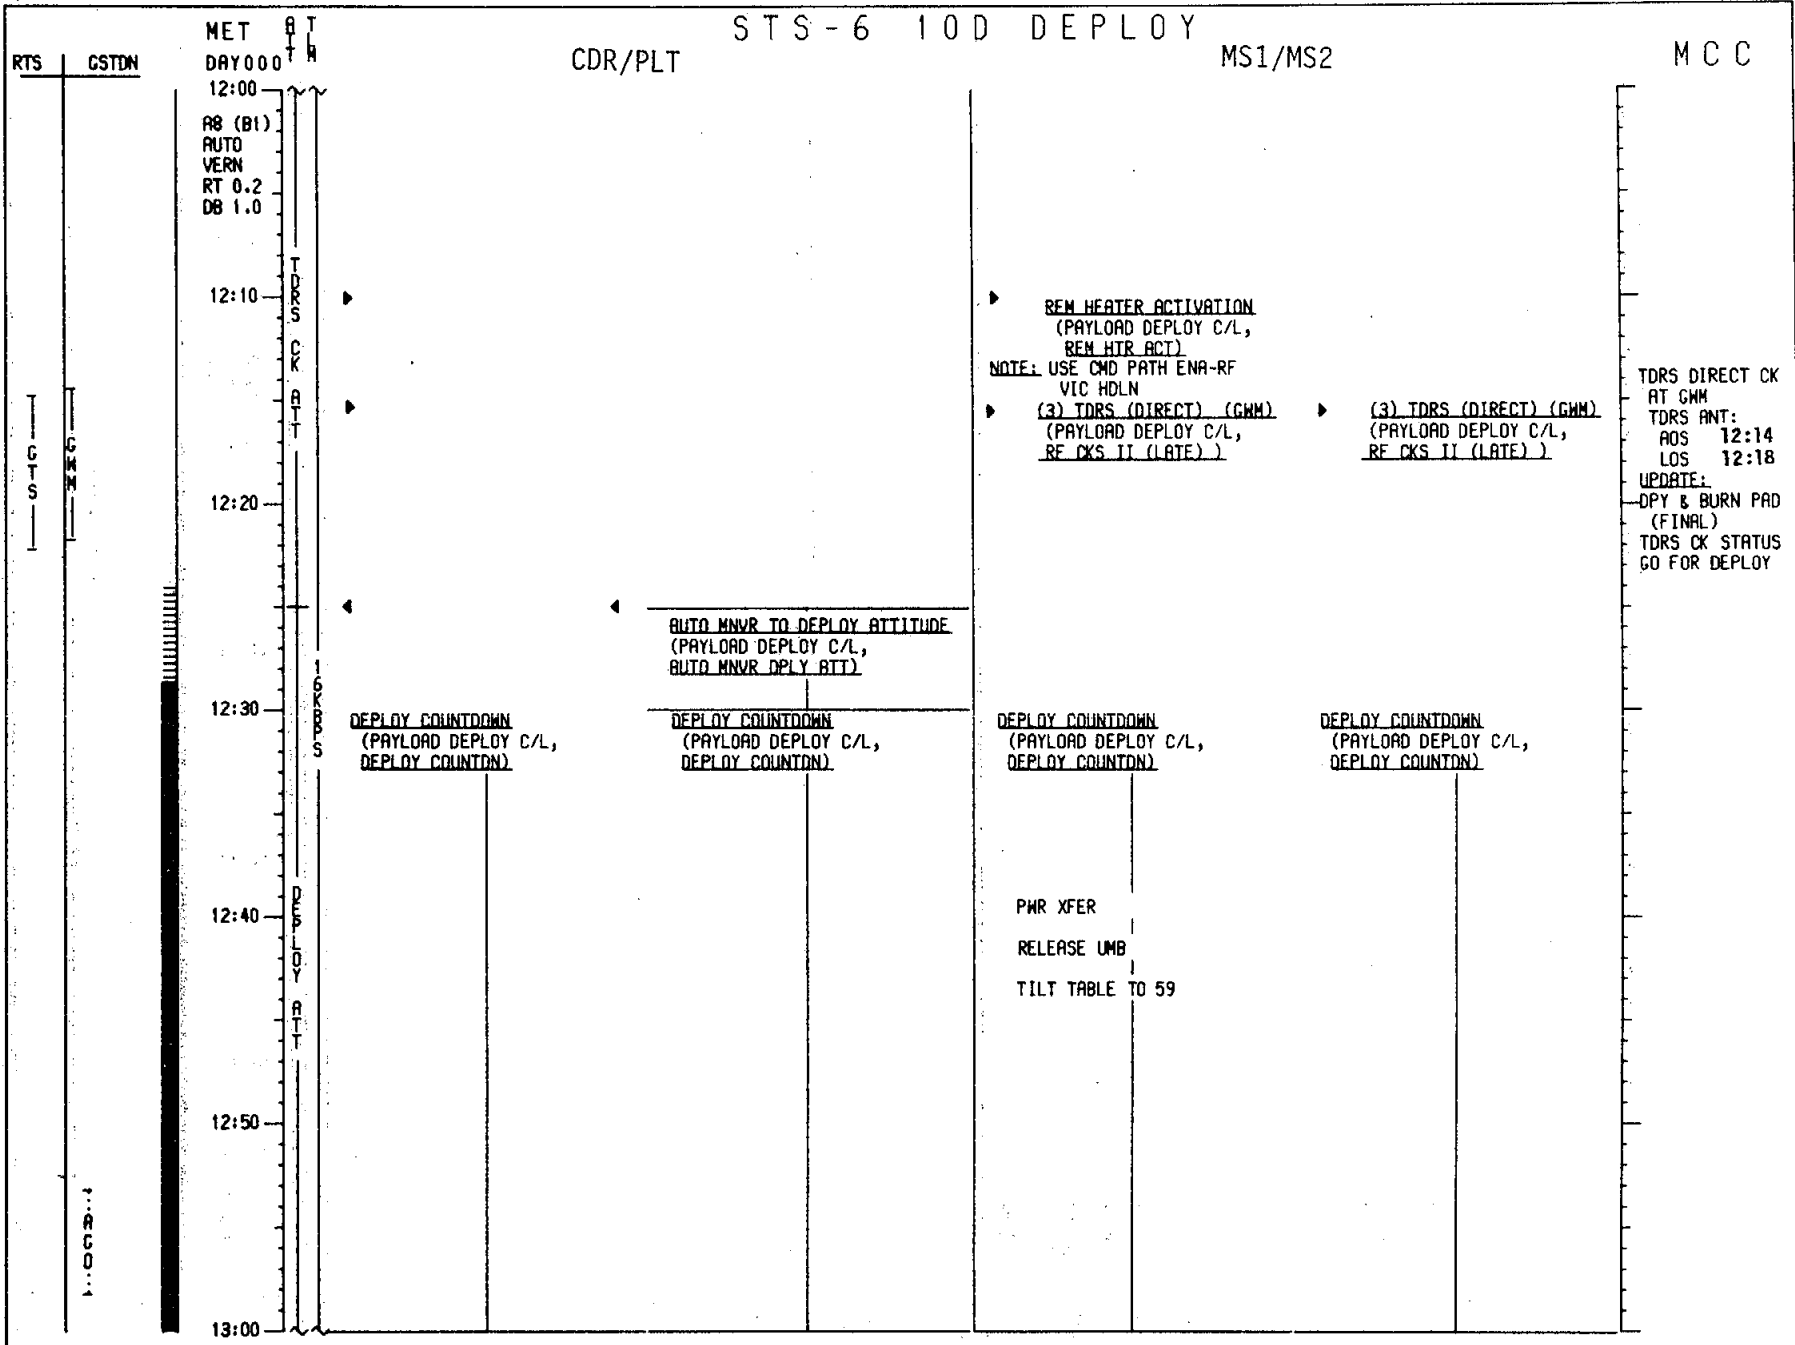 STS-6 10D DEPLOY
RTS GSTDN
MET DAY000
ATT
TM
CDR/PLT
MS1/MS2
MCC
12:00
A8 (B1)
AUTO
VERN
RT 0.2
DB 1.0
TDRS CK ATT
12:10
REM HEATER ACTIVATION
(PAYLOAD DEPLOY C/L,
REM HTR ACT)
NOTE: USE CMD PATH ENA-RF
VIC HDLN
GTS
GWM
(3) TDRS (DIRECT) (GWM)
(PAYLOAD DEPLOY C/L,
RF CKS II (LATE) )
(3) TDRS (DIRECT) (GWM)
(PAYLOAD DEPLOY C/L,
RF CKS II (LATE) )
TDRS DIRECT CK
AT GWM
TDRS ANT:
AOS 12:14
LOS 12:18
UPDATE:
DPY & BURN PAD
(FINAL)
TDRS CK STATUS
GO FOR DEPLOY
12:20
AUTO MNVR TO DEPLOY ATTITUDE
(PAYLOAD DEPLOY C/L,
AUTO MNVR DPLY ATT)
16KBPS
12:30
DEPLOY COUNTDOWN
(PAYLOAD DEPLOY C/L,
DEPLOY COUNTDN)
DEPLOY COUNTDOWN
(PAYLOAD DEPLOY C/L,
DEPLOY COUNTDN)
DEPLOY COUNTDOWN
(PAYLOAD DEPLOY C/L,
DEPLOY COUNTDN)
DEPLOY COUNTDOWN
(PAYLOAD DEPLOY C/L,
DEPLOY COUNTDN)
DEPLOY ATT
12:40
PWR XFER
RELEASE UMB
TILT TABLE TO 59
12:50
AGO
13:00